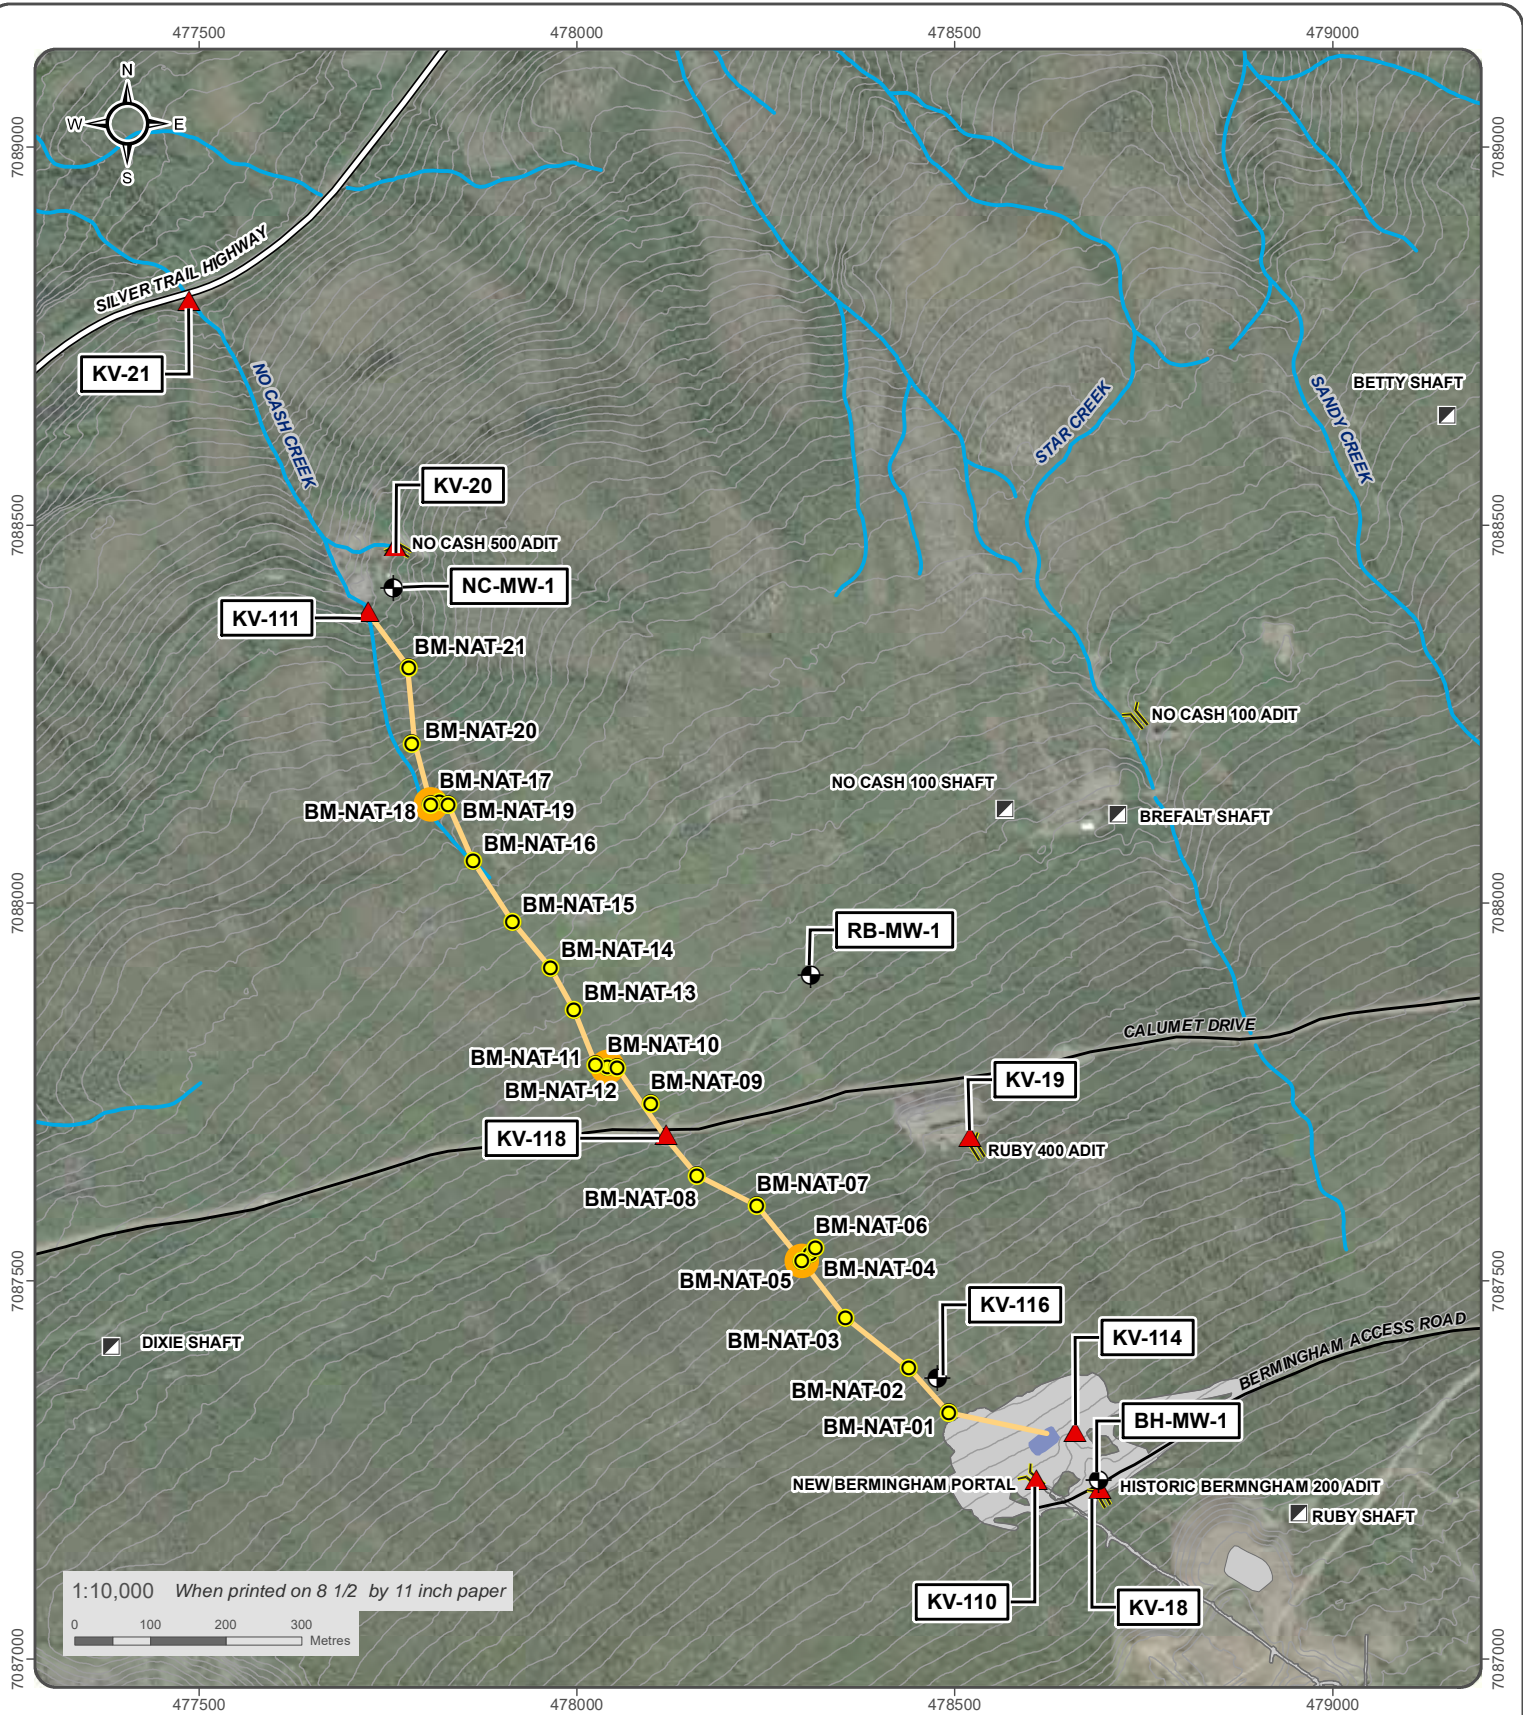 477500
478000
478500
479000
N
W
E
S
7089000
7089000
SILVER TRAIL HIGHWAY
KV-21
NO CASH CREEK
BETTY SHAFT
STAR CREEK
SANDY CREEK
KV-20
7088500
7088500
NO CASH 500 ADIT
NC-MW-1
KV-111
BM-NAT-21
NO CASH 100 ADIT
BM-NAT-20
BM-NAT-17
NO CASH 100 SHAFT
BM-NAT-18
BM-NAT-19
BREFALT SHAFT
BM-NAT-16
7088000
7088000
BM-NAT-15
RB-MW-1
BM-NAT-14
BM-NAT-13
CALUMET DRIVE
BM-NAT-10
BM-NAT-11
BM-NAT-09
KV-19
BM-NAT-12
KV-118
RUBY 400 ADIT
BM-NAT-07
BM-NAT-08
BM-NAT-06
BM-NAT-04
BM-NAT-05
7087500
7087500
KV-116
DIXIE SHAFT
BM-NAT-03
KV-114
BERMINGHAM ACCESS ROAD
BM-NAT-02
BM-NAT-01
BH-MW-1
NEW BERMINGHAM PORTAL
HISTORIC BERMNGHAM 200 ADIT
RUBY SHAFT
1:10,000 When printed on 8 1/2 by 11 inch paper
KV-110
KV-18
0 100 200 300
Metres
7087000
7087000
477500
478000
478500
479000